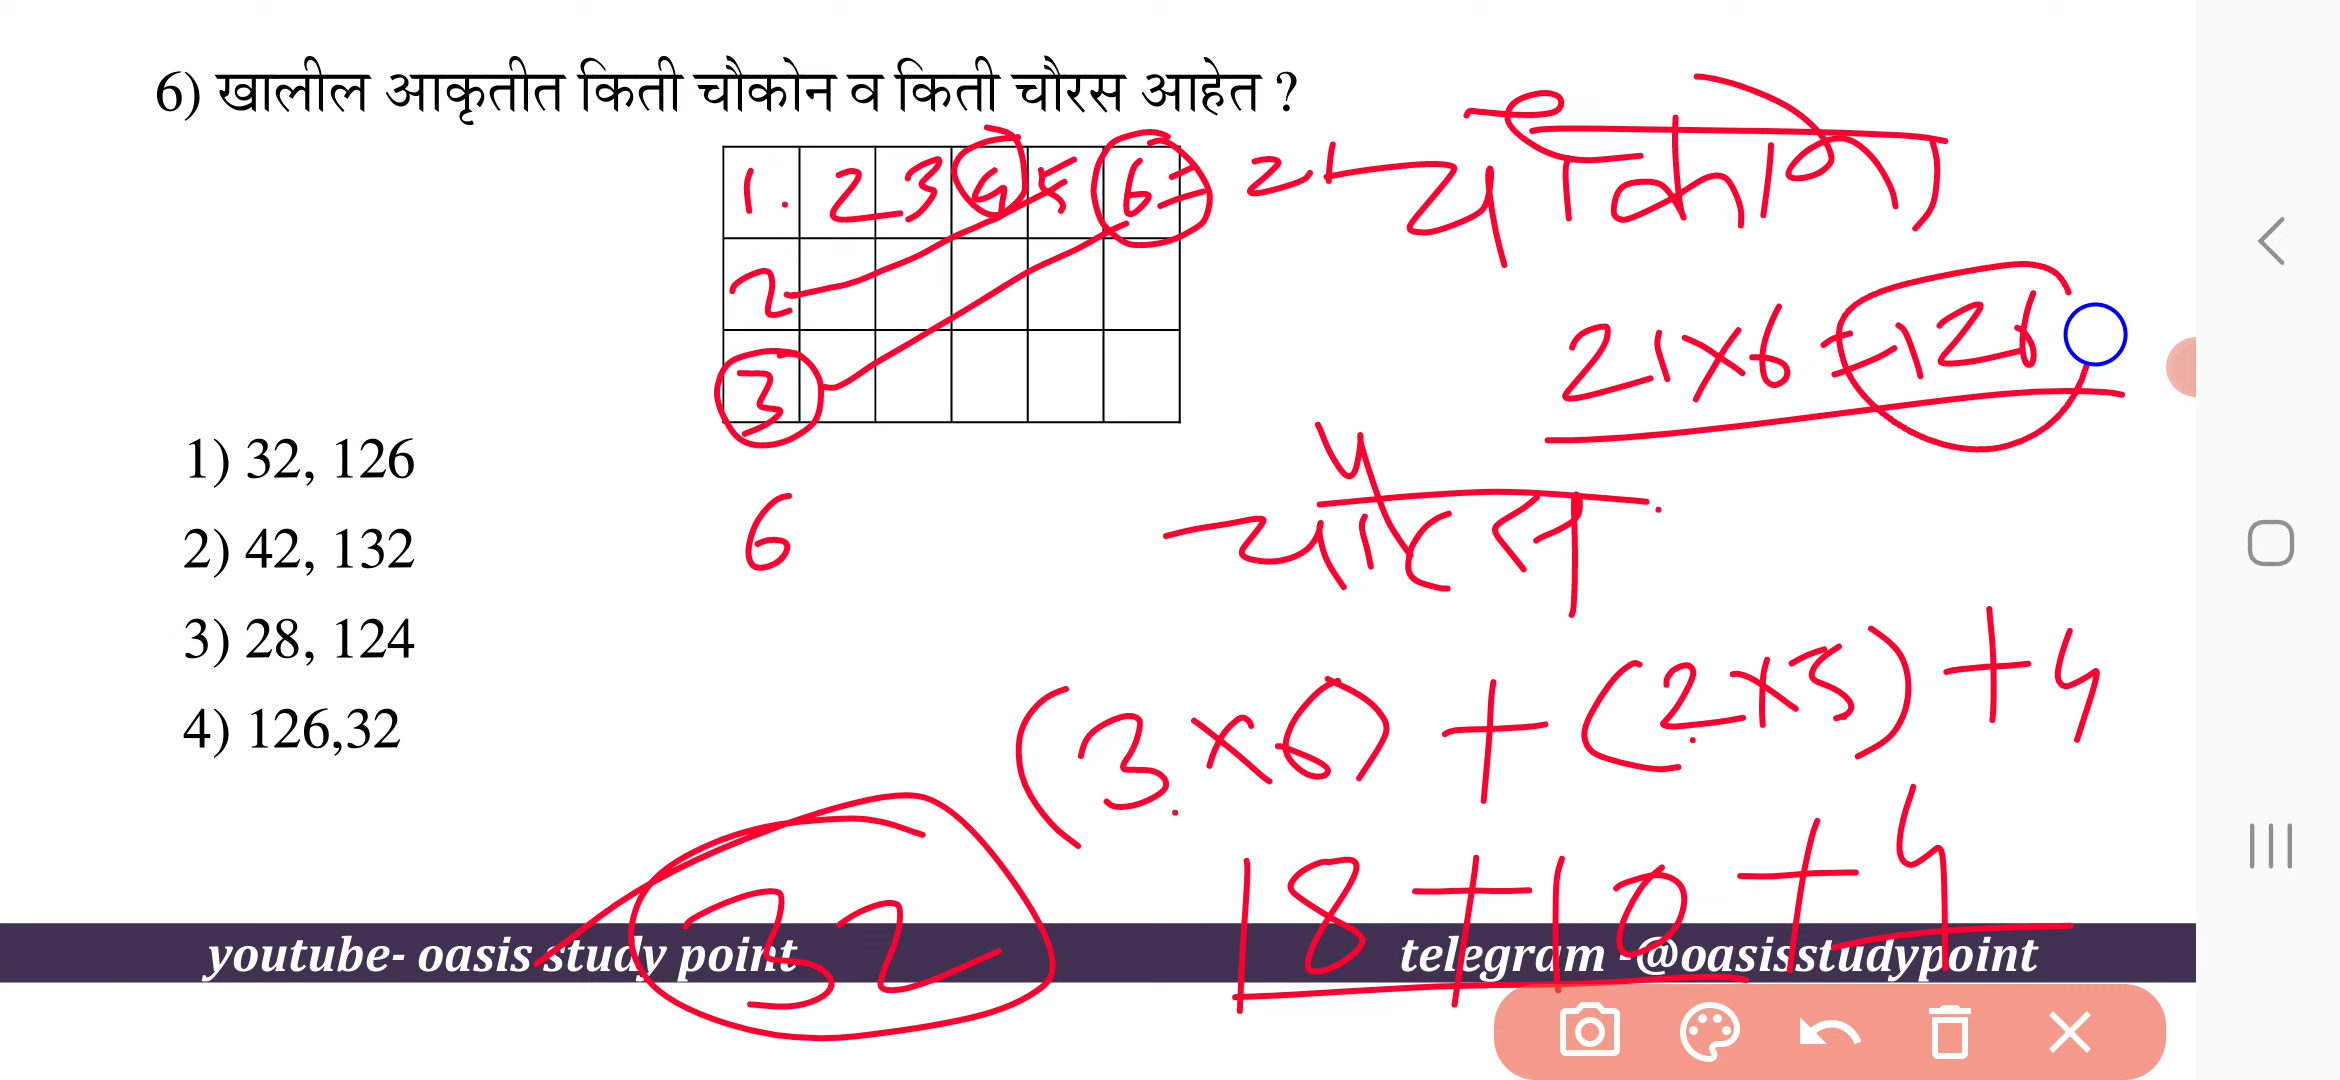 6) खालील आकृतीत किती चौकोन व किती चौरस आहेत ?
1. 2 3 4 5 6 = 21 चौकोन
2
3
6
21 x 6 = 126
चौरस
(3 x 6) + (2 x 5) + 4
18 + 10 + 4
32
1) 32, 126
2) 42, 132
3) 28, 124
4) 126,32
youtube- oasis study point
telegram -@oasisstudypoint